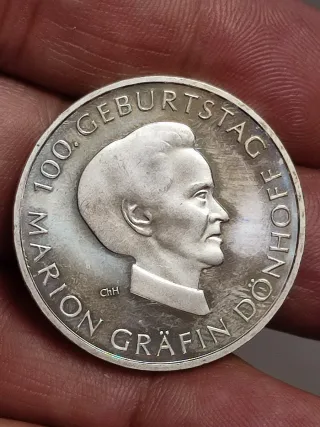 100. GEBURTSTAG
MARION GRÄFIN DÖNHOFF
ChH